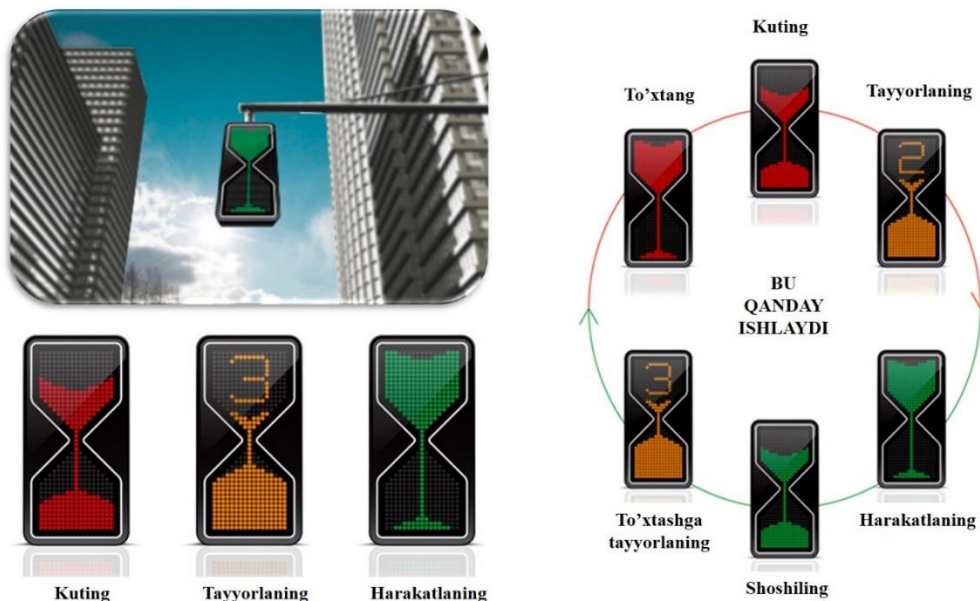 Kuting
To'xtang
Tayyorlaning
2
BU
QANDAY
ISHLAYDI
3
To'xtashga
tayyorlaning
Shoshiling
Harakatlaning
3
Kuting
Tayyorlaning
Harakatlaning